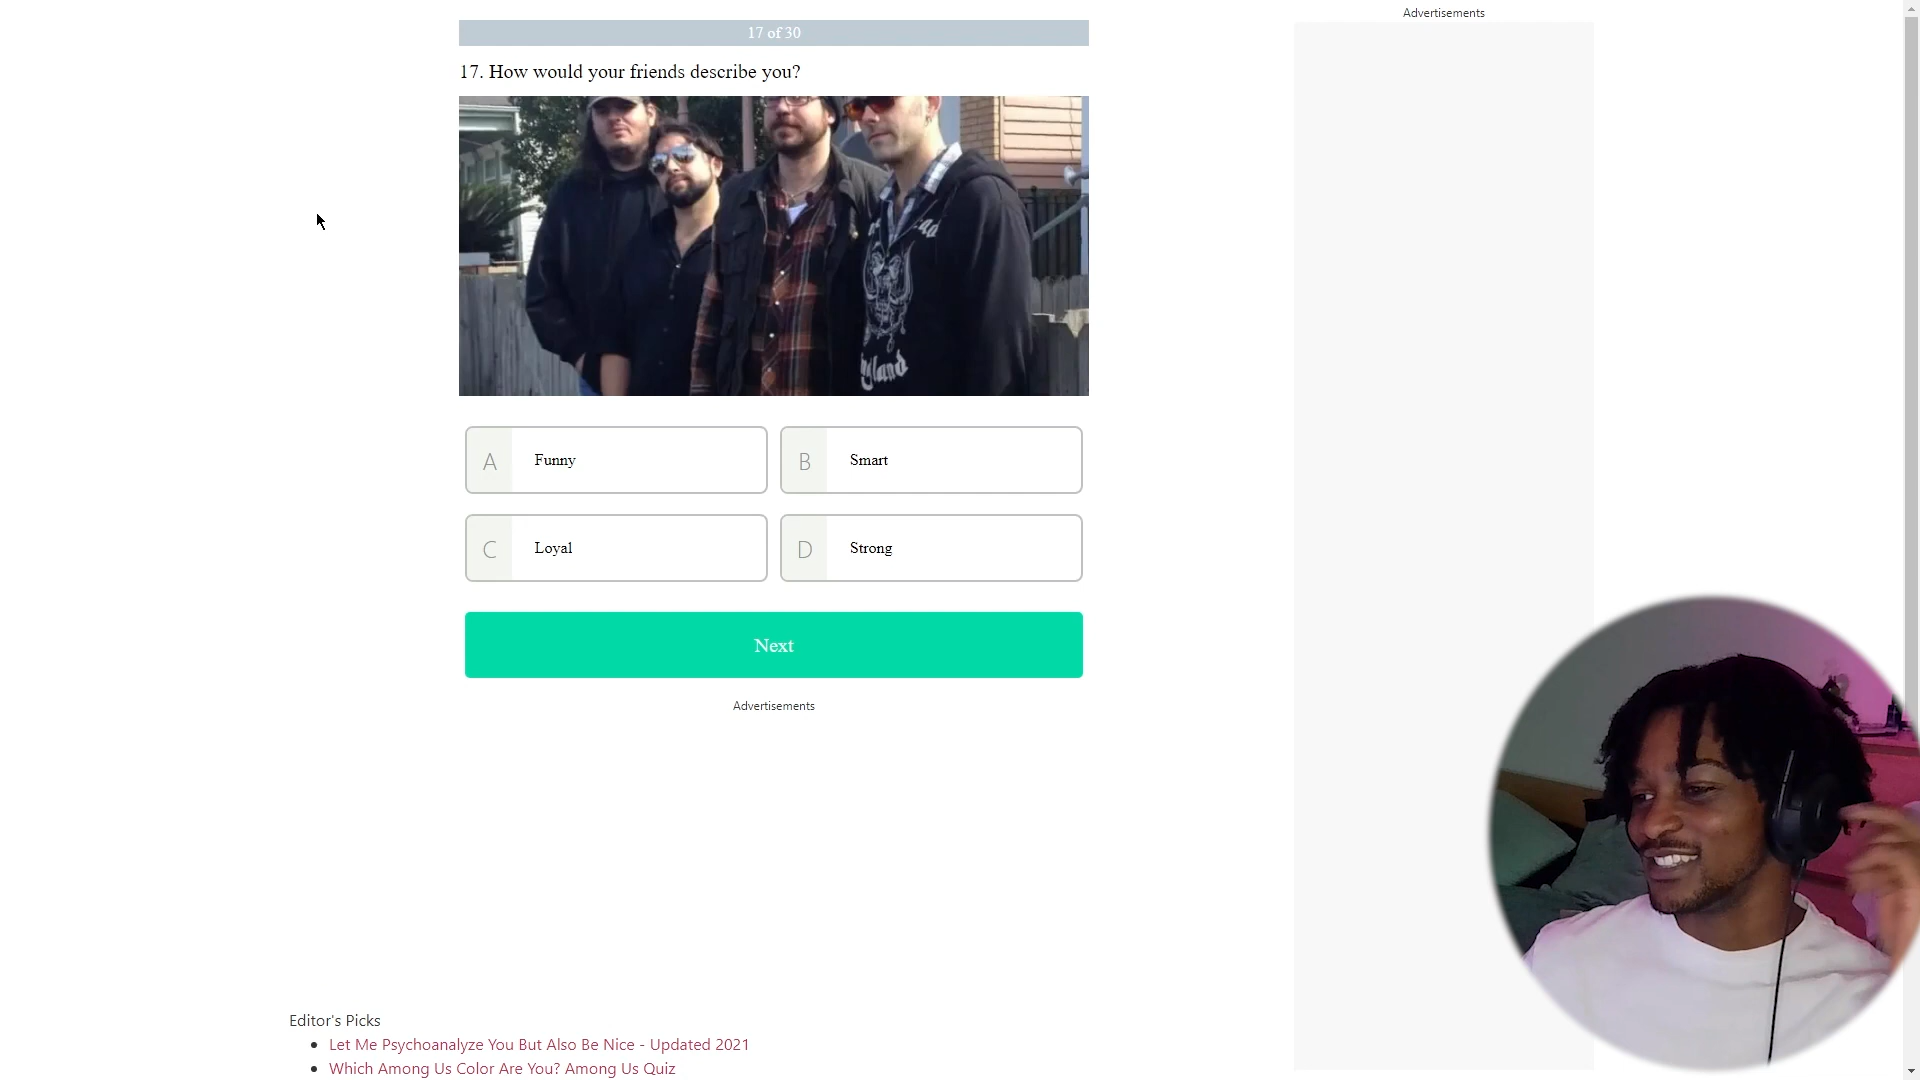 Advertisements
17 of 30
17. How would your friends describe you?
gland
A Funny
B Smart
C Loyal
D Strong
Next
Advertisements
Editor's Picks
Let Me Psychoanalyze You But Also Be Nice - Updated 2021
Which Among Us Color Are You? Among Us Quiz